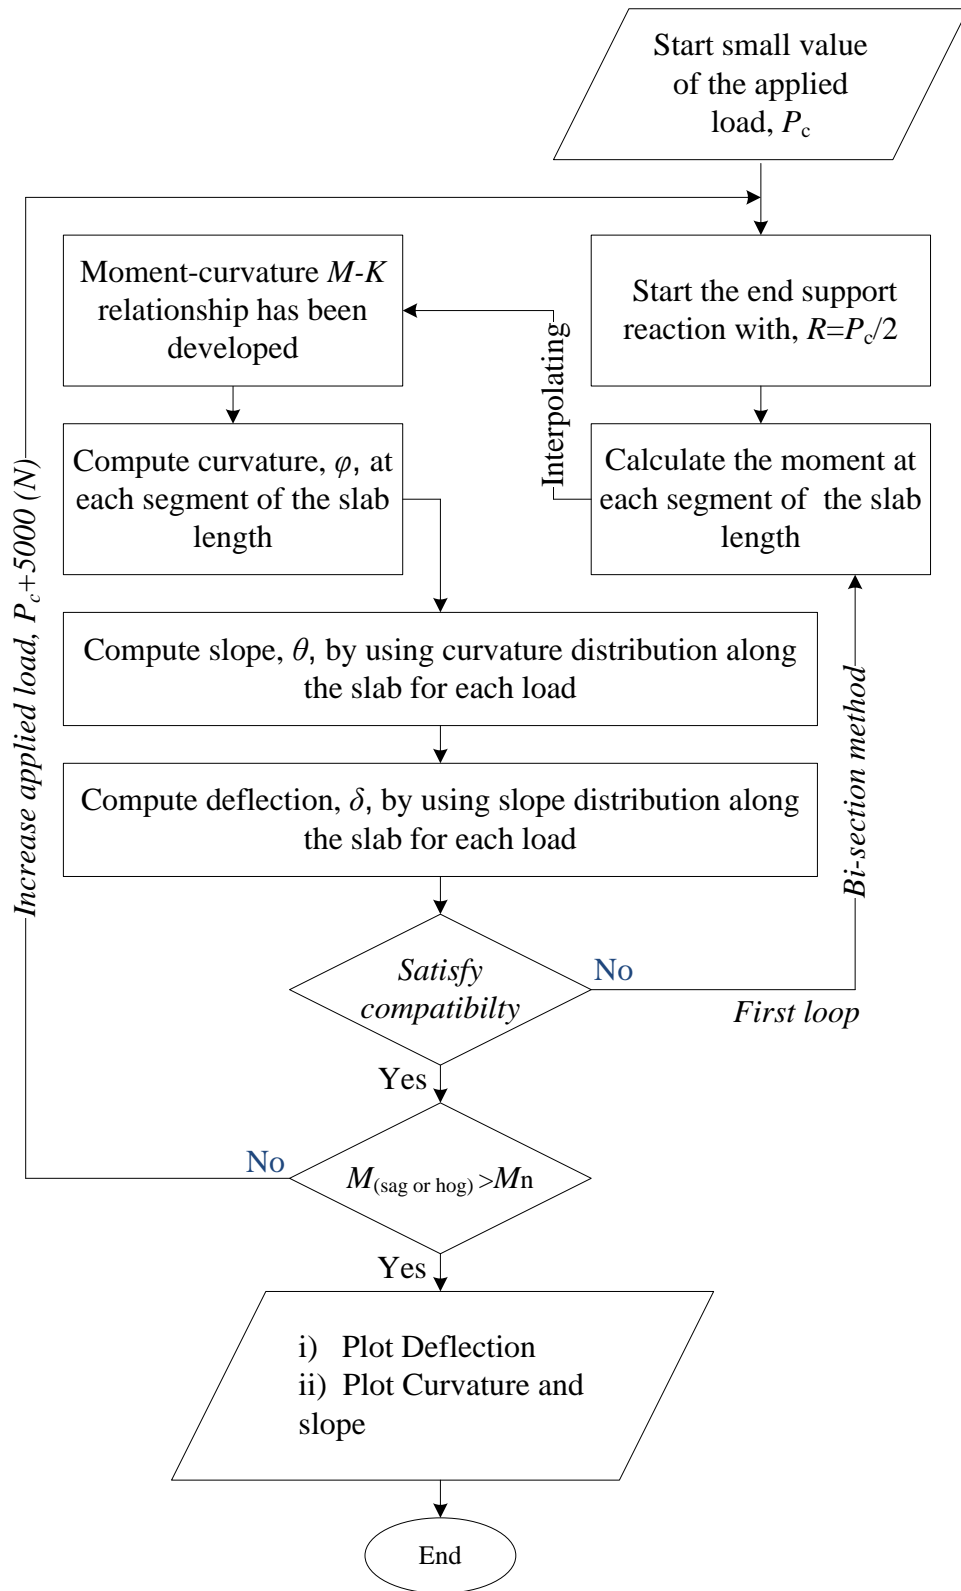 Start small value
of the applied
load, Pc
Start the end support
reaction with, R=Pc/2
Calculate the moment at
each segment of the slab
length
Interpolating
Moment-curvature M-K
relationship has been
developed
Compute curvature, φ, at
each segment of the slab
length
Compute slope, θ, by using curvature distribution along
the slab for each load
Compute deflection, δ, by using slope distribution along
the slab for each load
Satisfy
compatibilty
No
First loop
Bi-section method
Yes
M(sag or hog) >Mn
No
Increase applied load, Pc+5000 (N)
Yes
i) Plot Deflection
ii) Plot Curvature and
slope
End